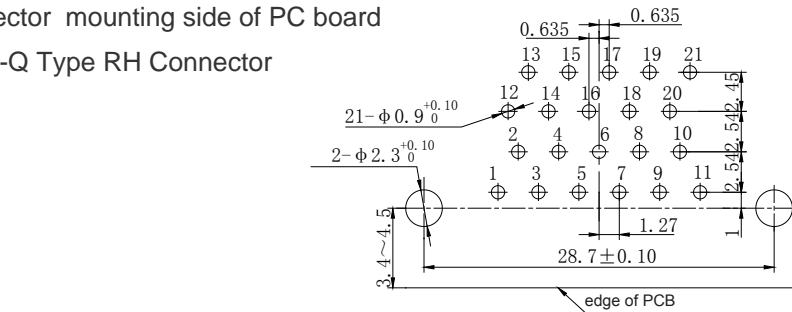 ector mounting side of PC board
-Q Type RH Connector
0.635 0.635
13 15 17 19 21
12 14 16 18 20
21-φ0.9 +0.10 0
2 4 6 8 10
2-φ2.3 +0.10 0
1 3 5 7 9 11
2.45
2.54
2.54
1
3.4~4.5
1.27
28.7±0.10
edge of PCB